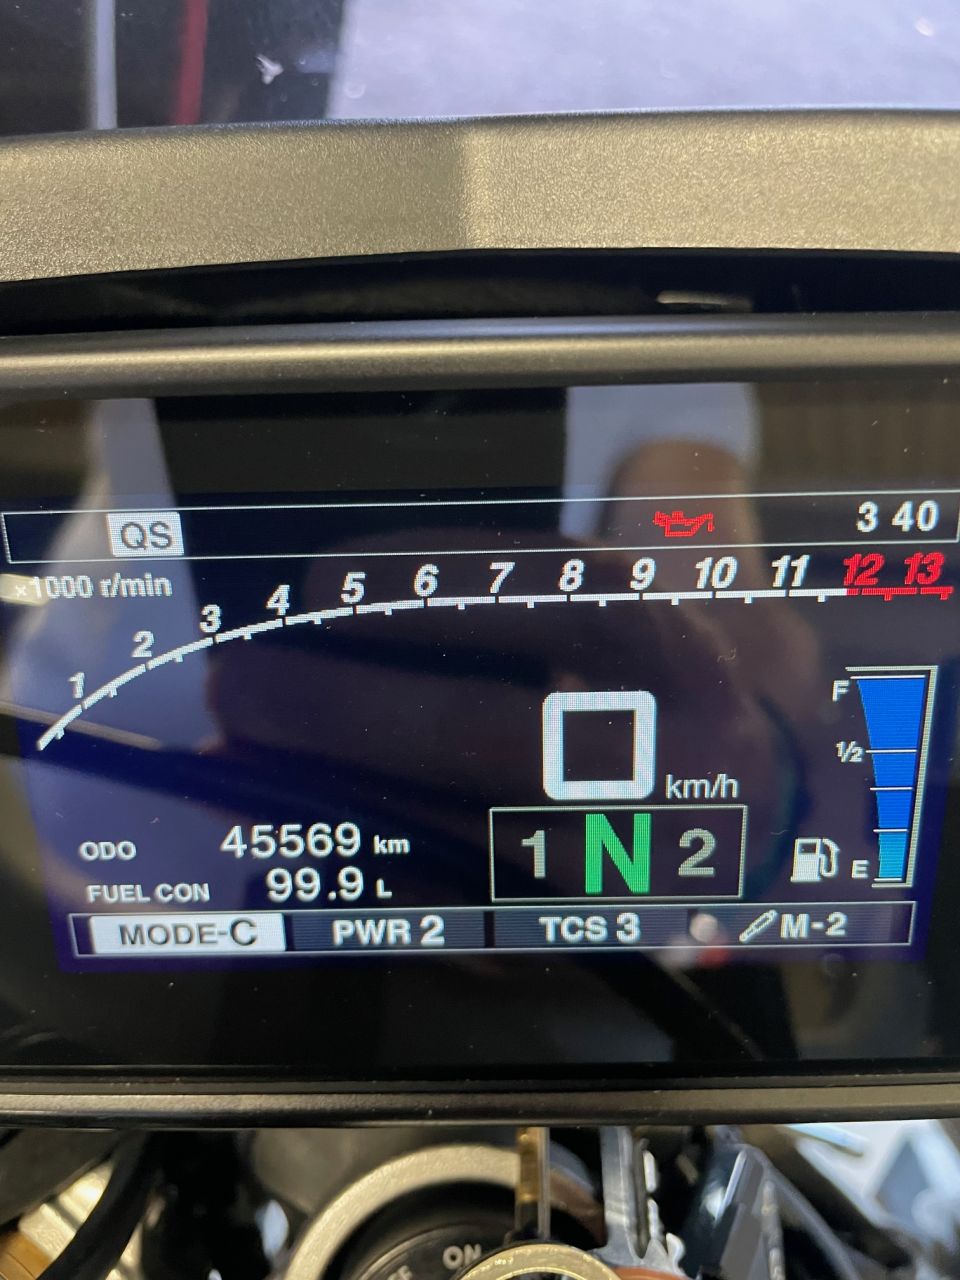 QS 3 40
×1000 r/min 1 2 3 4 5 6 7 8 9 10 11 12 13
F
1/2
0 km/h
ODO 45569 km
1 N 2
E
FUEL CON 99.9 L
MODE-C PWR 2 TCS 3 M-2
ON